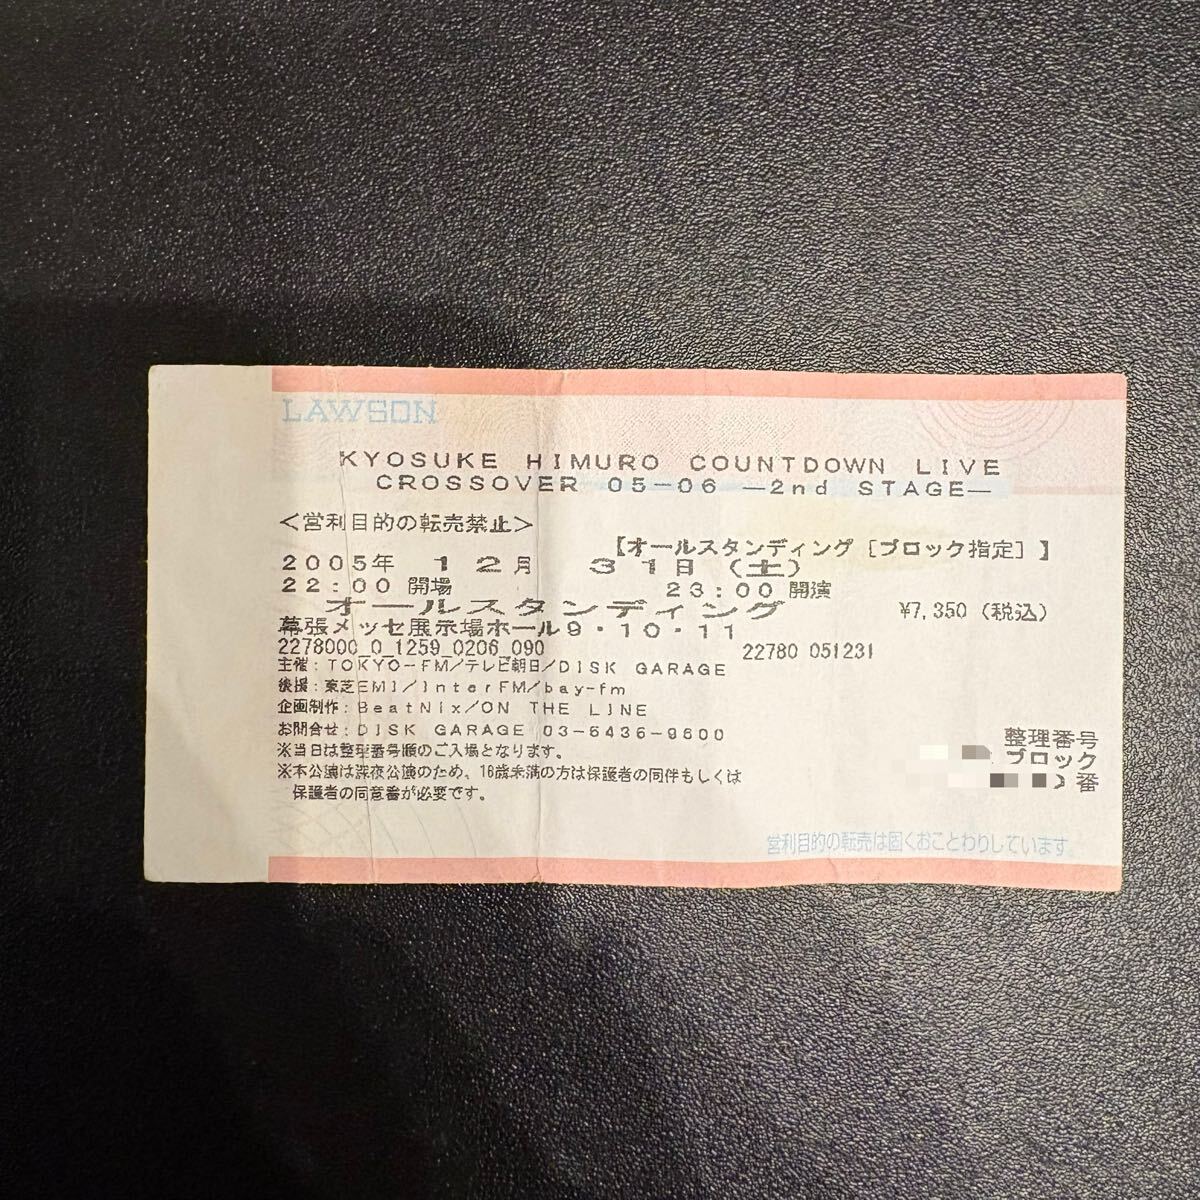 LAWSON
KYOSUKE HIMURO COUNTDOWN LIVE
CROSSOVER 05-06 -2nd STAGE-
<営利目的の転売禁止>
【オールスタンディング[ブロック指定]】
2005年 12月 31日(土)
22:00 開場 23:00 開演
オールスタンディング ¥7,350(税込)
幕張メッセ展示場ホール9・10・11
2278000_0_1259_0206_090 22780 051231
主催:TOKYO-FM/テレビ朝日/DISK GARAGE
後援:東芝EMI/InterFM/bay-fm
企画制作:BeatNix/ON THE LINE
お問合せ:DISK GARAGE 03-6436-9600
※当日は整理番号順のご入場となります。
※本公演は深夜公演のため、16歳未満の方は保護者の同伴もしくは
保護者の同意書が必要です。
整理番号
ブロック
番
営利目的の転売は固くおことわりしています。